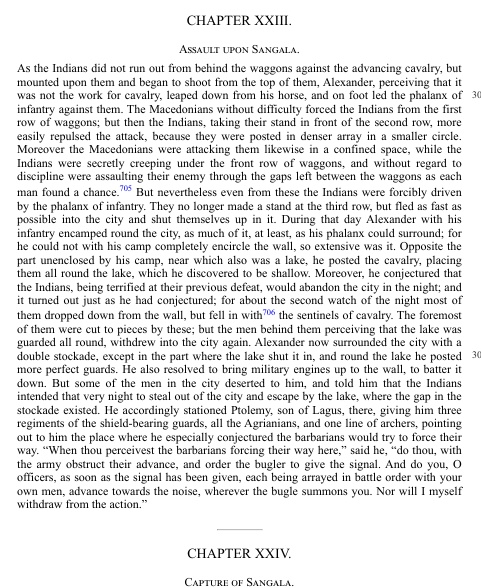 CHAPTER XXIII.
Assault upon Sangala.
As the Indians did not run out from behind the waggons against the advancing cavalry, but
mounted upon them and began to shoot from the top of them, Alexander, perceiving that it
was not the work for cavalry, leaped down from his horse, and on foot led the phalanx of 30
infantry against them. The Macedonians without difficulty forced the Indians from the first
row of waggons; but then the Indians, taking their stand in front of the second row, more
easily repulsed the attack, because they were posted in denser array in a smaller circle.
Moreover the Macedonians were attacking them likewise in a confined space, while the
Indians were secretly creeping under the front row of waggons, and without regard to
discipline were assaulting their enemy through the gaps left between the waggons as each
man found a chance.705 But nevertheless even from these the Indians were forcibly driven
by the phalanx of infantry. They no longer made a stand at the third row, but fled as fast as
possible into the city and shut themselves up in it. During that day Alexander with his
infantry encamped round the city, as much of it, at least, as his phalanx could surround; for
he could not with his camp completely encircle the wall, so extensive was it. Opposite the
part unenclosed by his camp, near which also was a lake, he posted the cavalry, placing
them all round the lake, which he discovered to be shallow. Moreover, he conjectured that
the Indians, being terrified at their previous defeat, would abandon the city in the night; and
it turned out just as he had conjectured; for about the second watch of the night most of
them dropped down from the wall, but fell in with706 the sentinels of cavalry. The foremost
of them were cut to pieces by these; but the men behind them perceiving that the lake was
guarded all round, withdrew into the city again. Alexander now surrounded the city with a
double stockade, except in the part where the lake shut it in, and round the lake he posted 30
more perfect guards. He also resolved to bring military engines up to the wall, to batter it
down. But some of the men in the city deserted to him, and told him that the Indians
intended that very night to steal out of the city and escape by the lake, where the gap in the
stockade existed. He accordingly stationed Ptolemy, son of Lagus, there, giving him three
regiments of the shield-bearing guards, all the Agrianians, and one line of archers, pointing
out to him the place where he especially conjectured the barbarians would try to force their
way. “When thou perceivest the barbarians forcing their way here,” said he, “do thou, with
the army obstruct their advance, and order the bugler to give the signal. And do you, O
officers, as soon as the signal has been given, each being arrayed in battle order with your
own men, advance towards the noise, wherever the bugle summons you. Nor will I myself
withdraw from the action.”
CHAPTER XXIV.
Capture of Sangala.